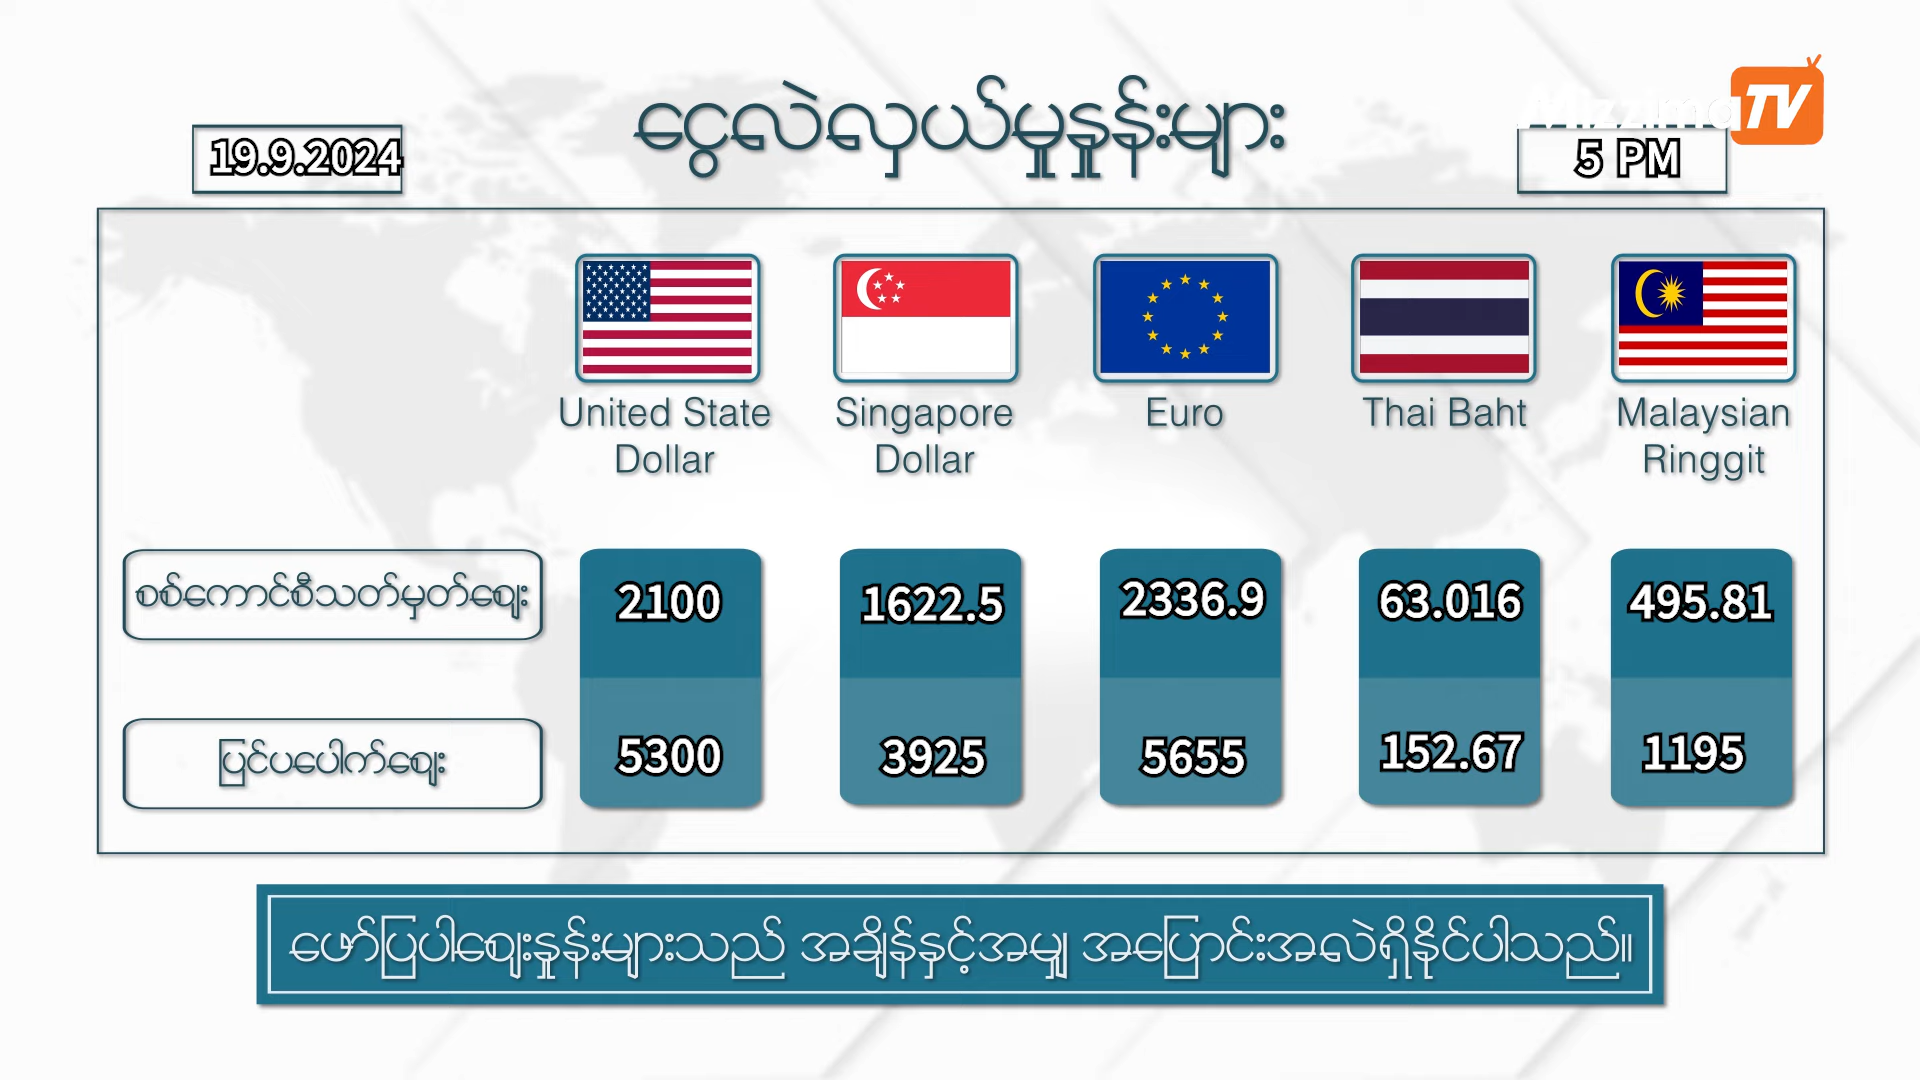 ငွေလဲလှယ်မှုနှုန်းများ
MizzimaTV
19.9.2024
5 PM
United State Dollar
Singapore Dollar
Euro
Thai Baht
Malaysian Ringgit
စစ်ကောင်စီသတ်မှတ်ဈေး 2100 1622.5 2336.9 63.016 495.81
ပြင်ပပေါက်ဈေး 5300 3925 5655 152.67 1195
ဖော်ပြပါဈေးနှုန်းများသည် အချိန်နှင့်အမျှ အပြောင်းအလဲရှိနိုင်ပါသည်။